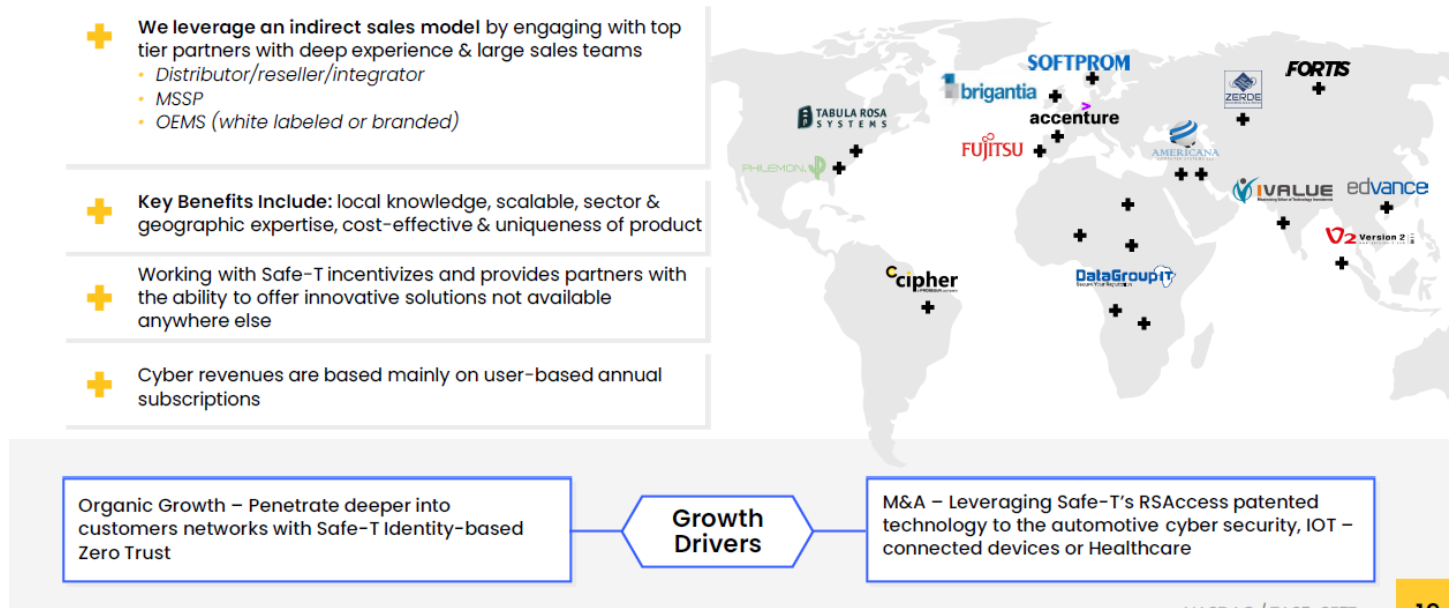 We leverage an indirect sales model by engaging with top
tier partners with deep experience & large sales teams
• Distributor/reseller/integrator
• MSSP
• OEMS (white labeled or branded)
Key Benefits Include: local knowledge, scalable, sector &
geographic expertise, cost-effective & uniqueness of product
Working with Safe-T incentivizes and provides partners with
the ability to offer innovative solutions not available
anywhere else
Cyber revenues are based mainly on user-based annual
subscriptions
SOFTPROM
brigantia
accenture
FUJITSU
TABULA ROSA
SYSTEMS
PHILEMON
ZERDE
FORTIS
AMERICANA
IVALUE
edvance
V2 Version 2
cipher
DataGroupIT
Organic Growth – Penetrate deeper into
customers networks with Safe-T Identity-based
Zero Trust
Growth
Drivers
M&A – Leveraging Safe-T's RSAccess patented
technology to the automotive cyber security, IOT –
connected devices or Healthcare